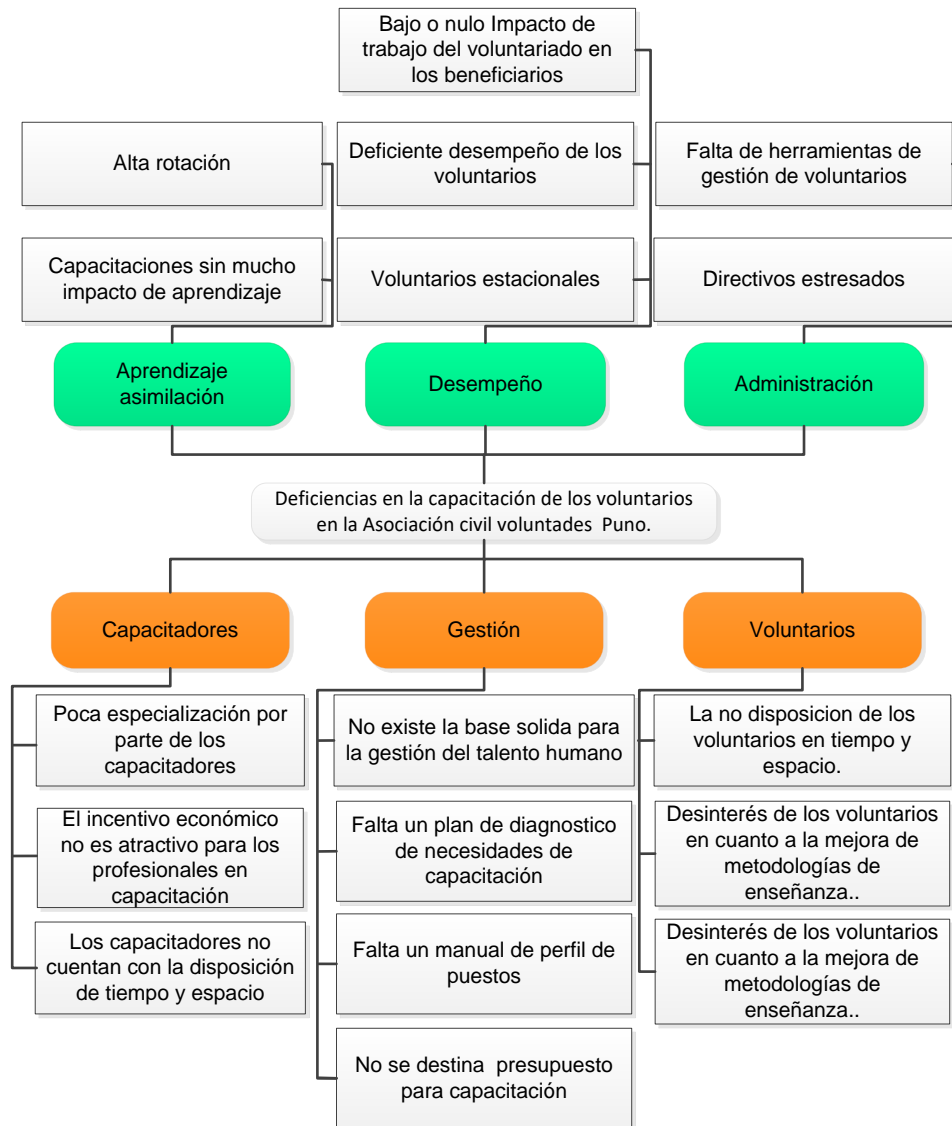 Bajo o nulo Impacto de
trabajo del voluntariado en
los beneficiarios
Alta rotación
Deficiente desempeño de los
voluntarios
Falta de herramientas de
gestión de voluntarios
Capacitaciones sin mucho
impacto de aprendizaje
Voluntarios estacionales
Directivos estresados
Aprendizaje
asimilación
Desempeño
Administración
Deficiencias en la capacitación de los voluntarios
en la Asociación civil voluntades Puno.
Capacitadores
Gestión
Voluntarios
Poca especialización por
parte de los
capacitadores
No existe la base solida para
la gestión del talento humano
La no disposicion de los
voluntarios en tiempo y
espacio.
El incentivo económico
no es atractivo para los
profesionales en
capacitación
Falta un plan de diagnostico
de necesidades de
capacitación
Desinterés de los voluntarios
en cuanto a la mejora de
metodologías de
enseñanza..
Los capacitadores no
cuentan con la disposición
de tiempo y espacio
Falta un manual de perfil de
puestos
Desinterés de los voluntarios
en cuanto a la mejora de
metodologías de
enseñanza..
No se destina presupuesto
para capacitación